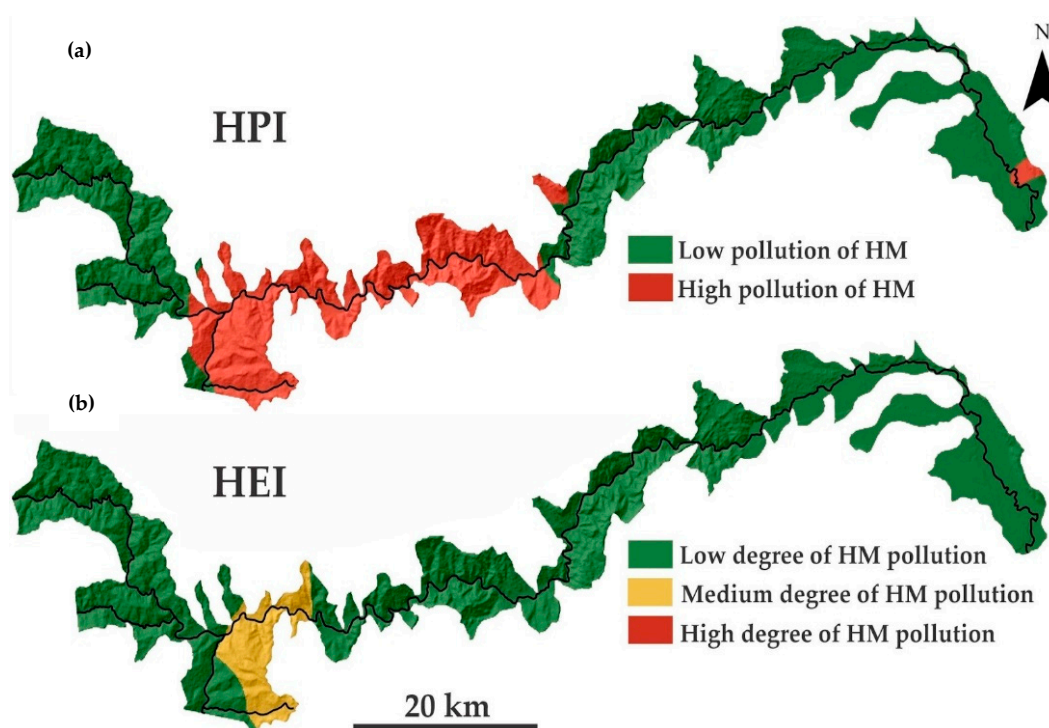 (a)
N
HPI
Low pollution of HM
High pollution of HM
(b)
HEI
Low degree of HM pollution
Medium degree of HM pollution
High degree of HM pollution
20 km